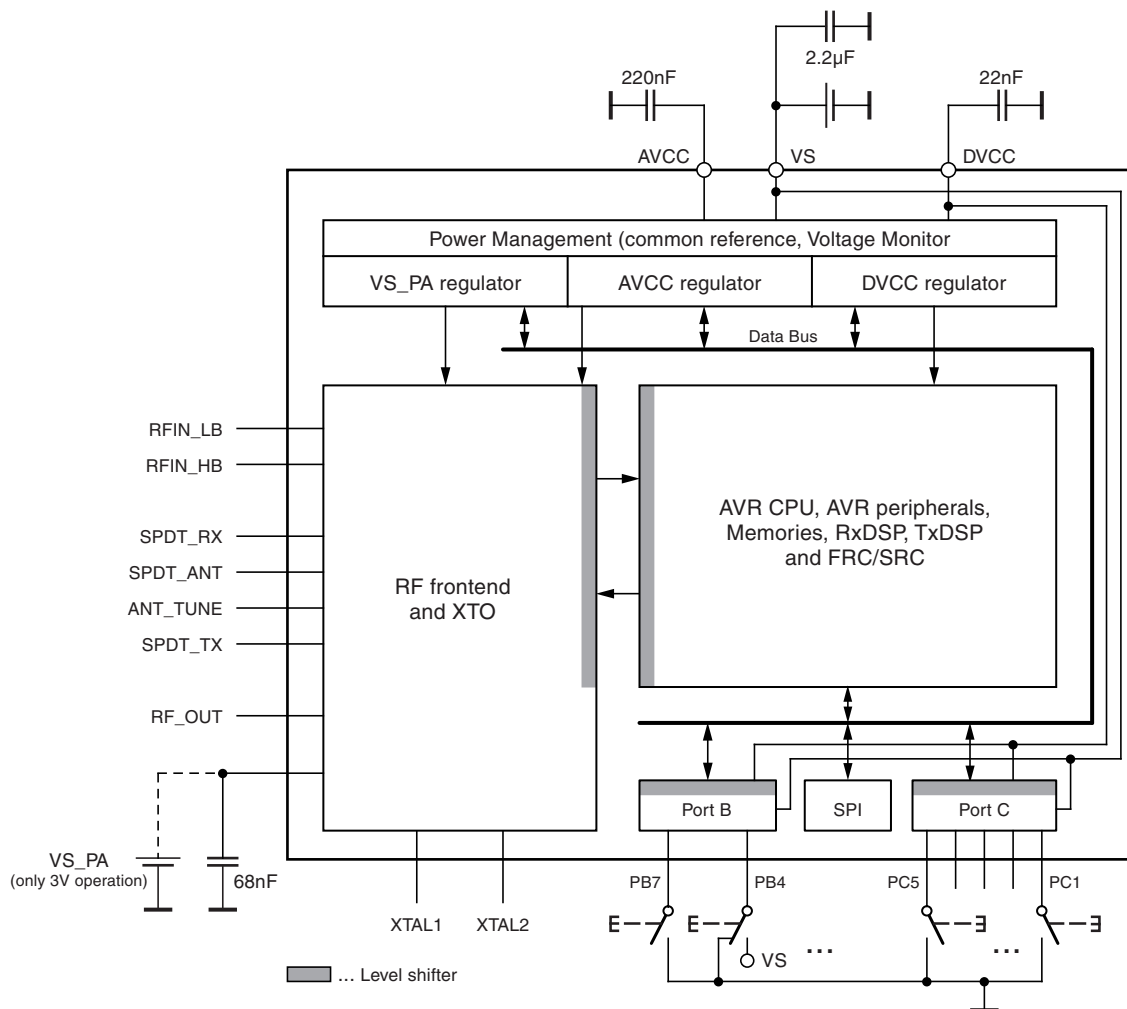 2.2µF
220nF
22nF
AVCC
VS
DVCC
Power Management (common reference, Voltage Monitor
VS_PA regulator
AVCC regulator
DVCC regulator
Data Bus
RFIN_LB
RFIN_HB
SPDT_RX
SPDT_ANT
ANT_TUNE
SPDT_TX
RF_OUT
RF frontend
and XTO
AVR CPU, AVR peripherals,
Memories, RxDSP, TxDSP
and FRC/SRC
Port B
SPI
Port C
VS_PA
(only 3V operation)
68nF
XTAL1
XTAL2
PB7
PB4
PC5
PC1
VS
...
...
... Level shifter